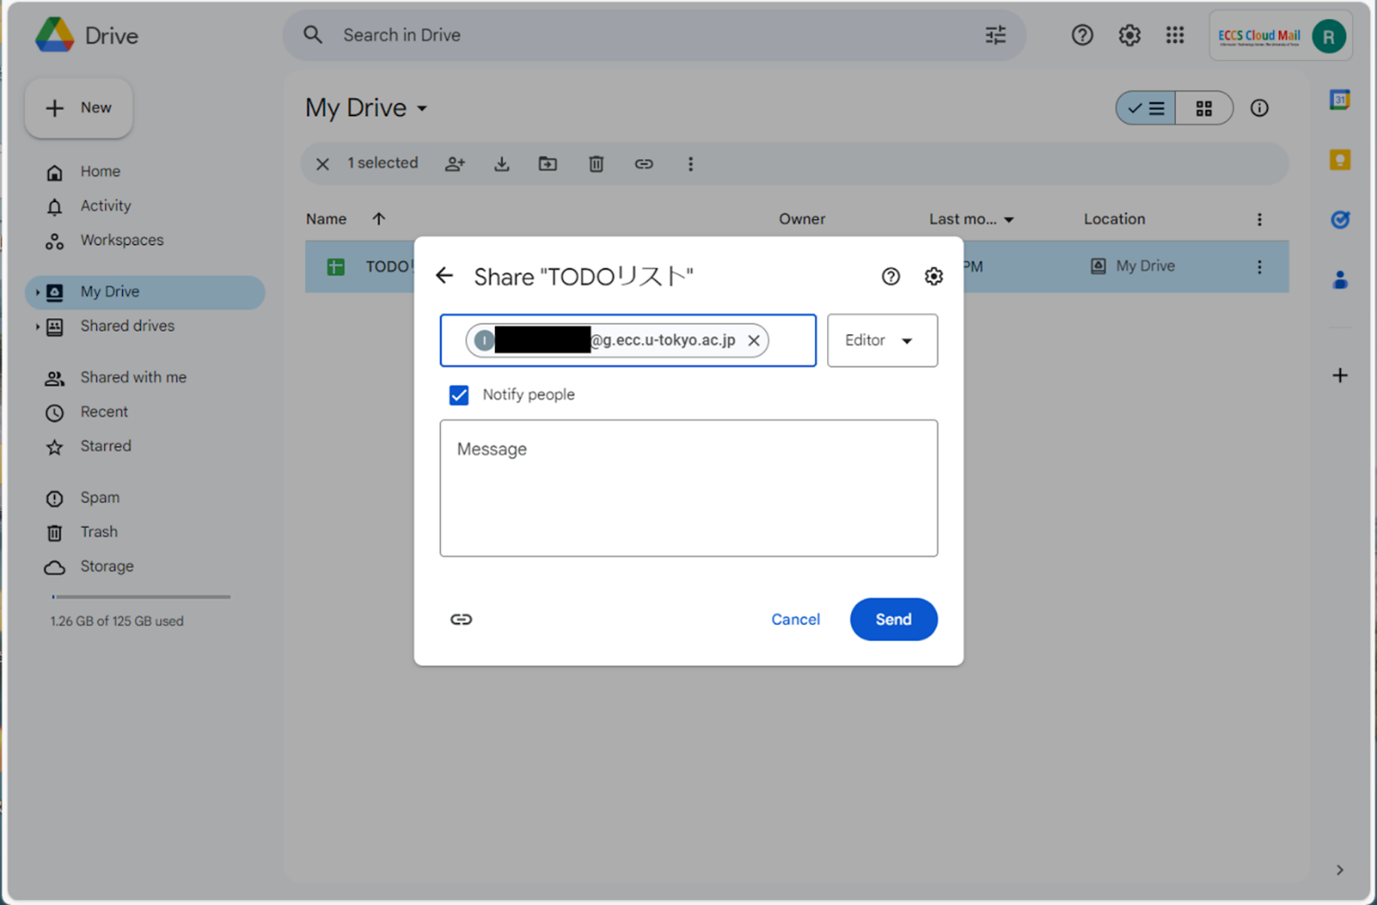 Drive
Search in Drive
ECCS Cloud Mail
R
New
My Drive
1 selected
Home
Activity
Workspaces
My Drive
Shared drives
Shared with me
Recent
Starred
Spam
Trash
Storage
1.26 GB of 125 GB used
Name
Owner
Last mo...
Location
TODO
PM
My Drive
Share "TODOリスト"
I
@g.ecc.u-tokyo.ac.jp
Editor
Notify people
Message
Cancel
Send
31